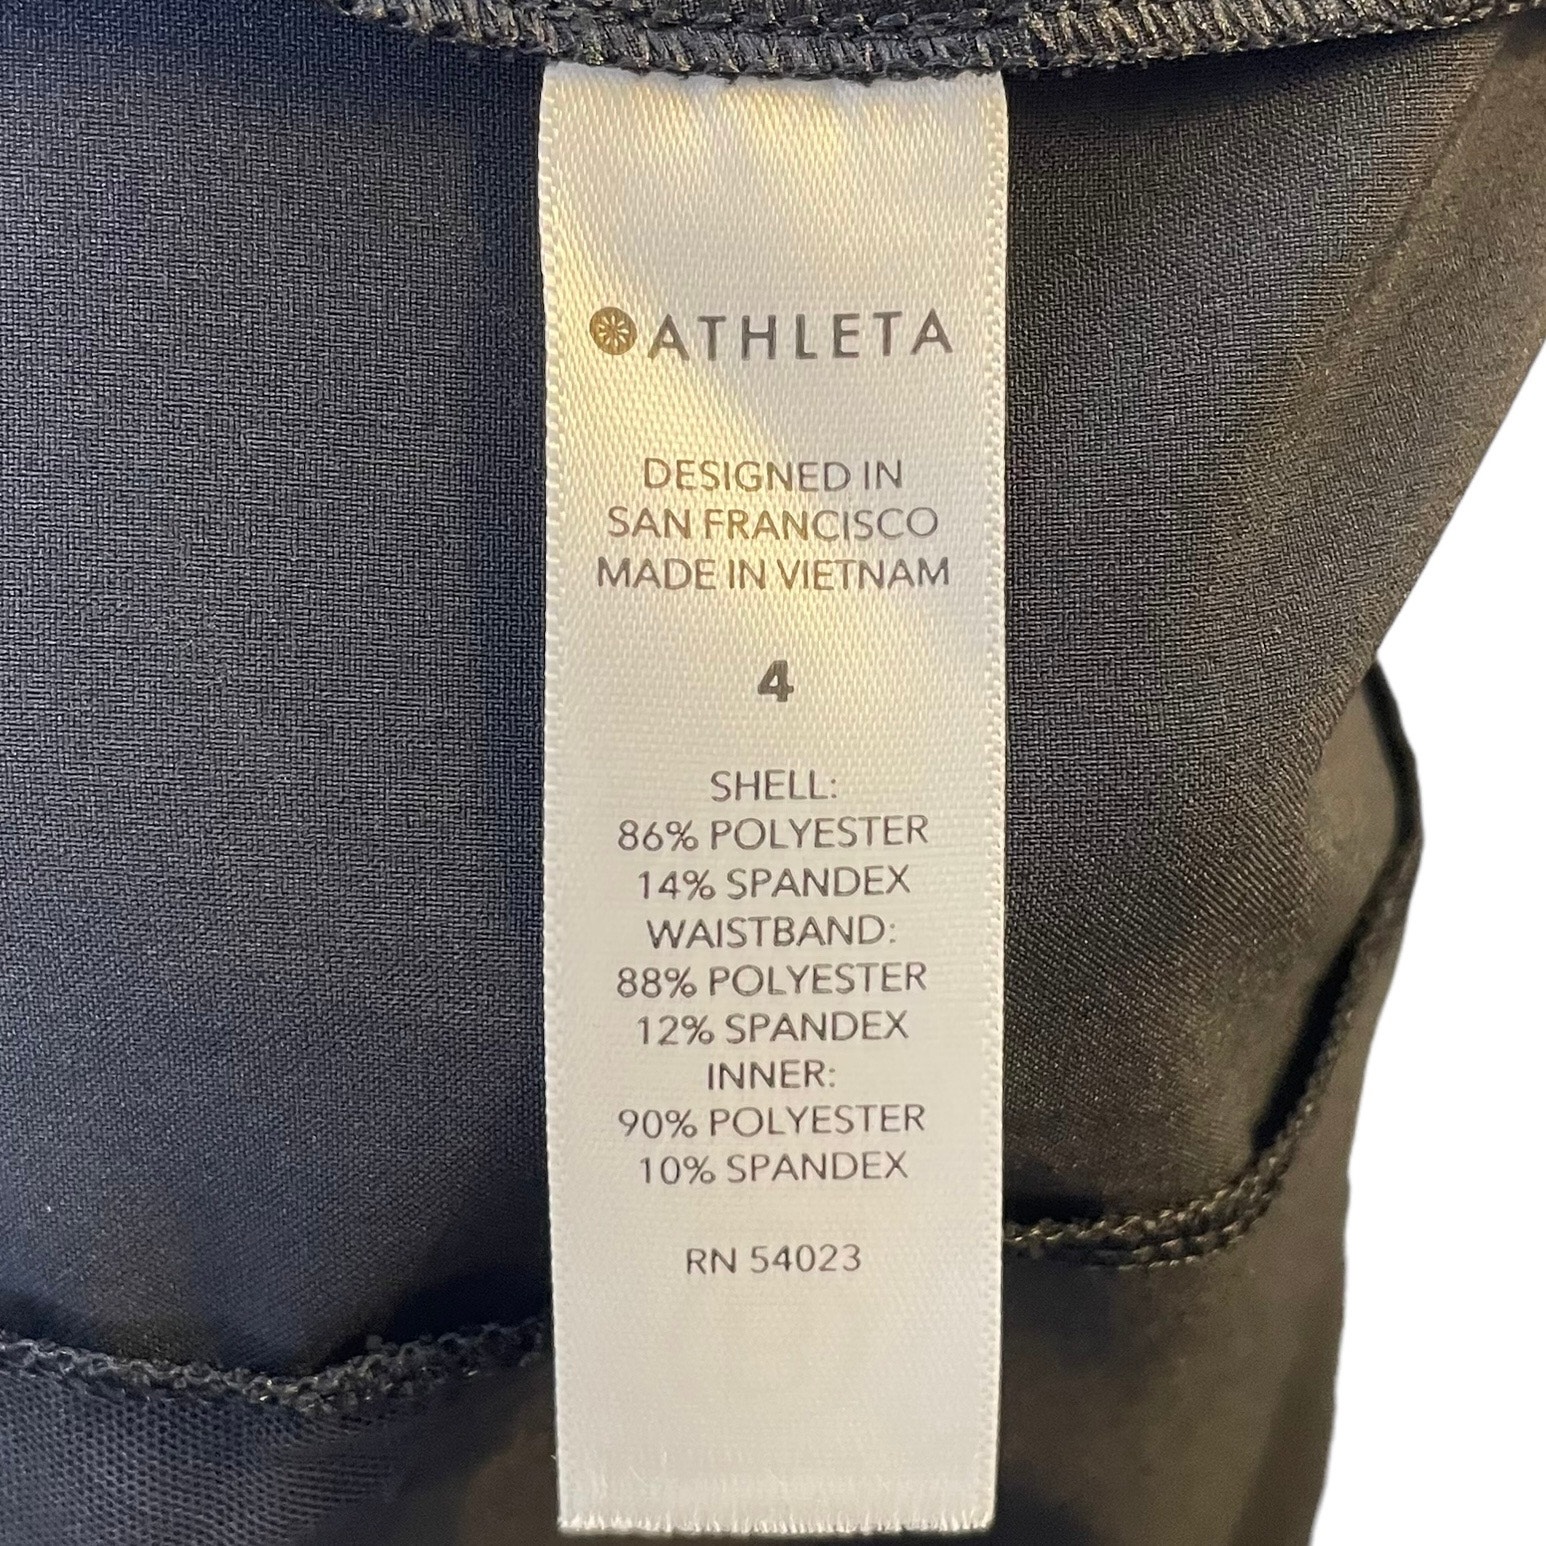 ATHLETA
DESIGNED IN
SAN FRANCISCO
MADE IN VIETNAM
4
SHELL:
86% POLYESTER
14% SPANDEX
WAISTBAND:
88% POLYESTER
12% SPANDEX
INNER:
90% POLYESTER
10% SPANDEX
RN 54023